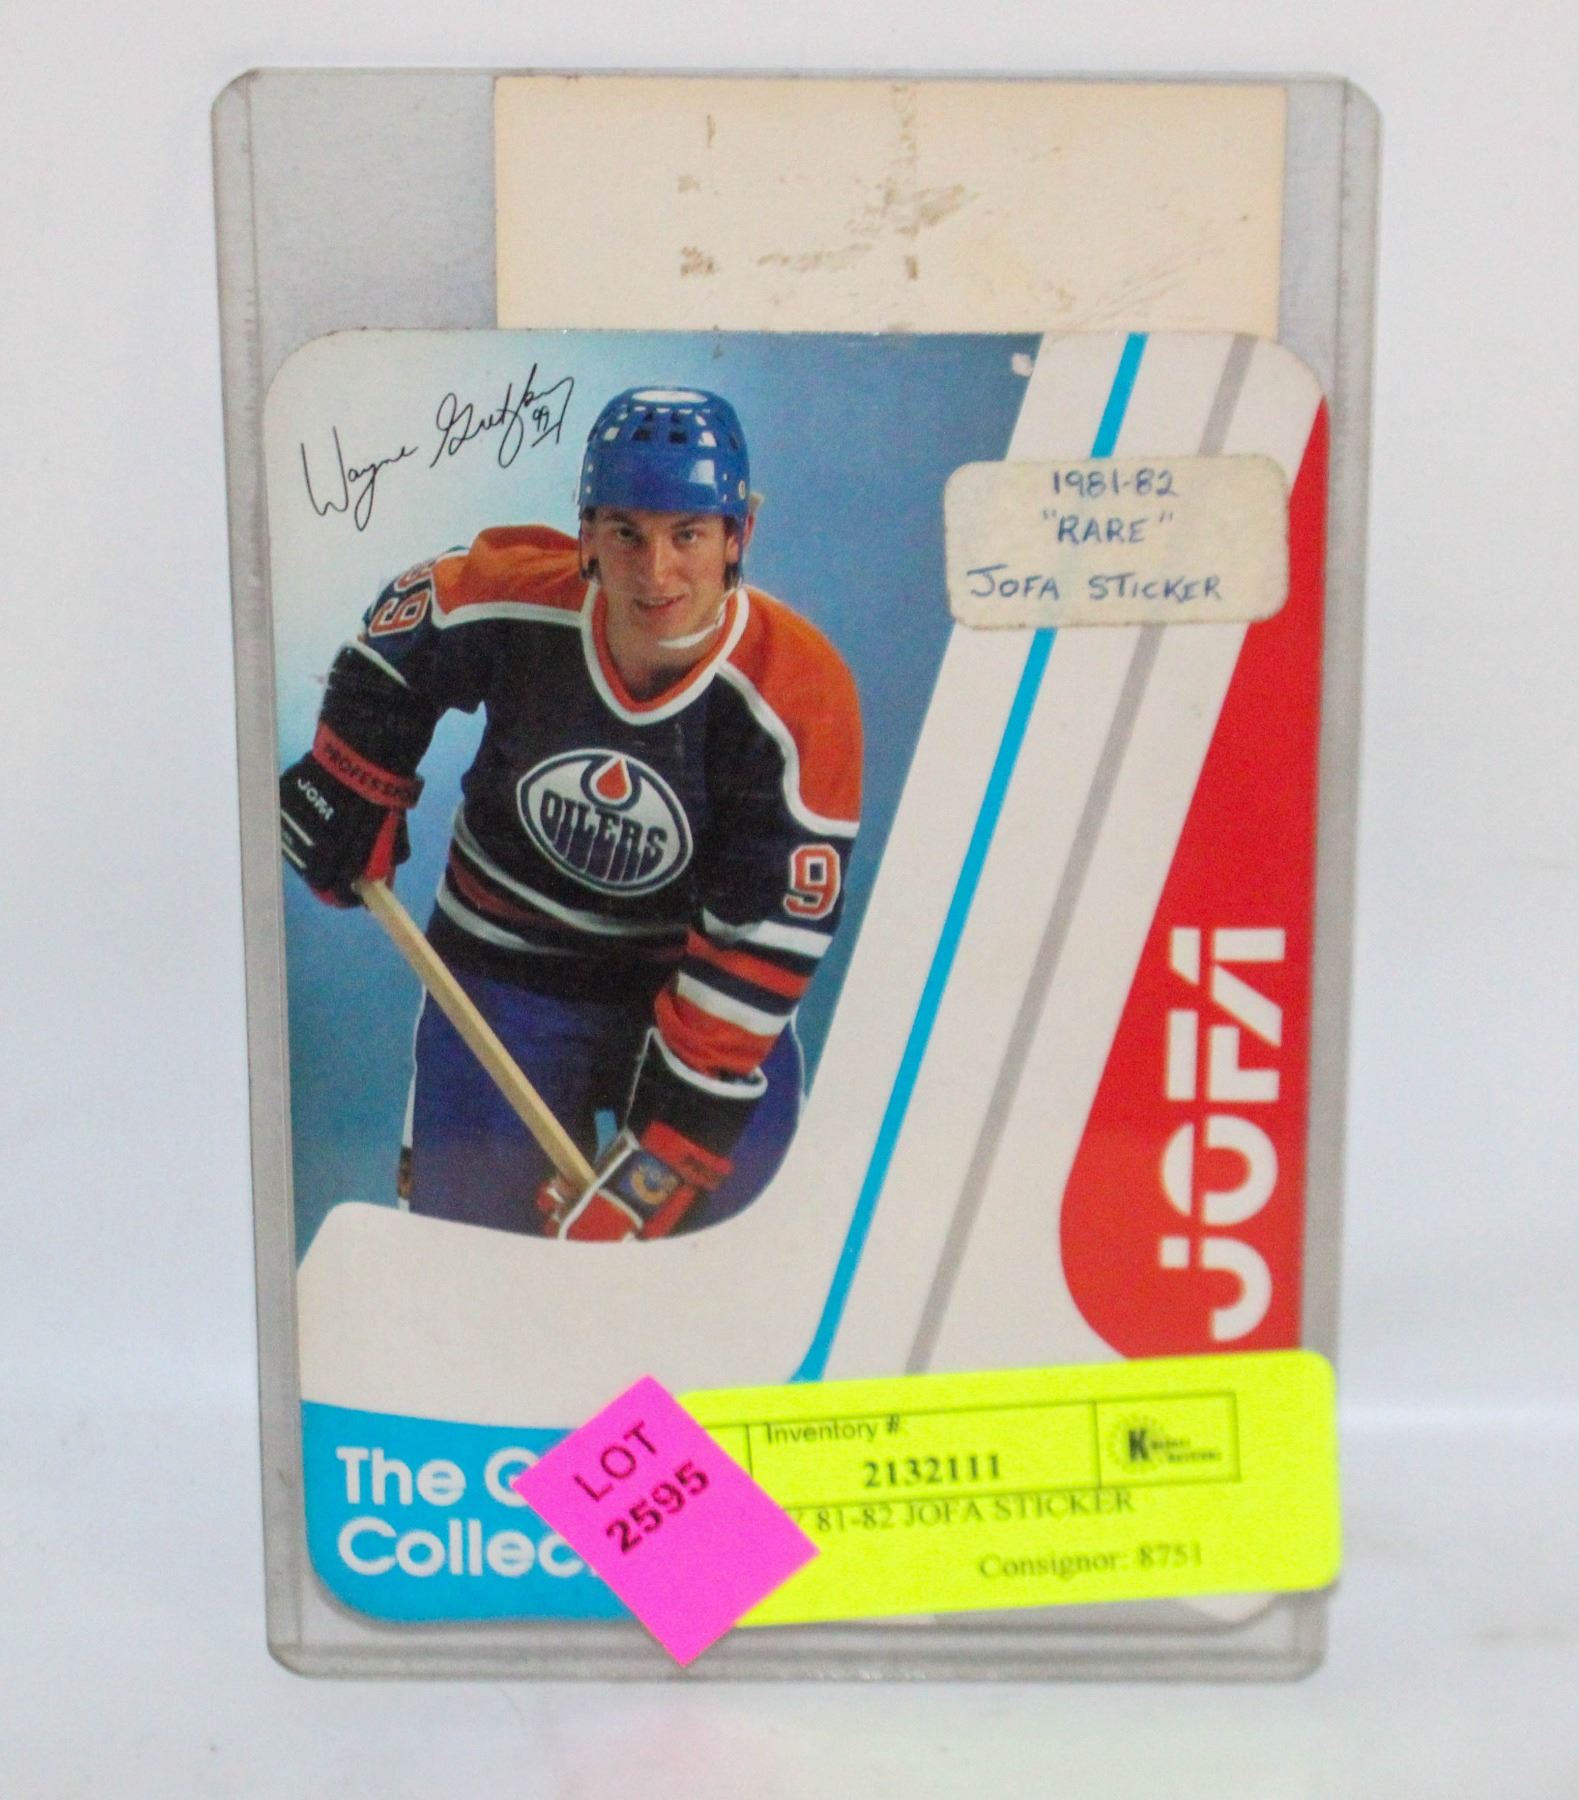 Wayne Gretzky 99
1981-82
"RARE"
JOFA STICKER
99
PROFESSIONAL
JOFA
OILERS
9
JOFA
The G
Collec
LOT
2595
Inventory #:
2132111
K
81-82 JOFA STICKER
Consignor: 8751